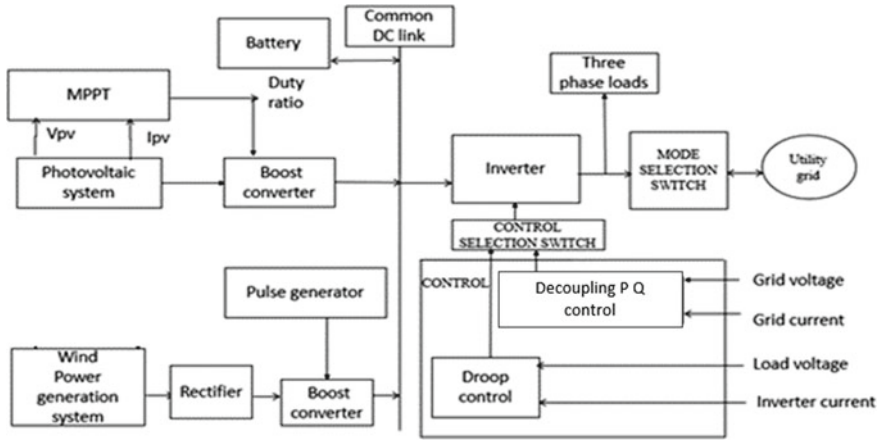 Common
DC link
Battery
Three
phase loads
MPPT
Duty
ratio
Vpv
Ipv
Photovoltaic
system
Boost
converter
Inverter
MODE
SELECTION
SWITCH
Utility
grid
CONTROL
SELECTION SWITCH
Pulse generator
CONTROL
Decoupling P Q
control
Grid voltage
Grid current
Wind
Power
generation
system
Rectifier
Boost
converter
Droop
control
Load voltage
Inverter current